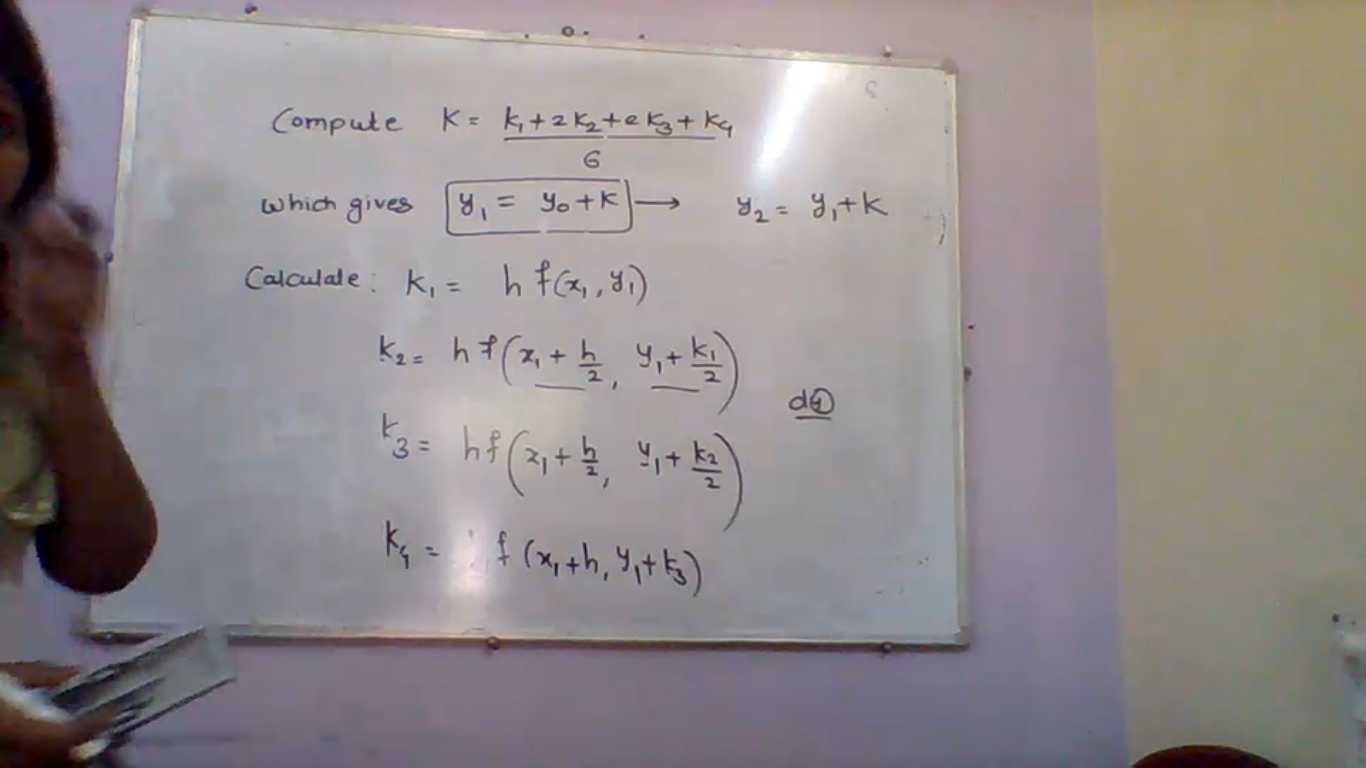 Compute K = k₁ + 2k₂ + 2k₃ + k₄ / 6
which gives y₁ = y₀ + k → y₂ = y₁ + k
Calculate : k₁ = h f(x₁, y₁)
k₂ = h f(x₁ + h/2, y₁ + k₁/2)
k₃ = h f(x₁ + h/2, y₁ + k₂/2)
k₄ = f (x₁ + h, y₁ + k₃)